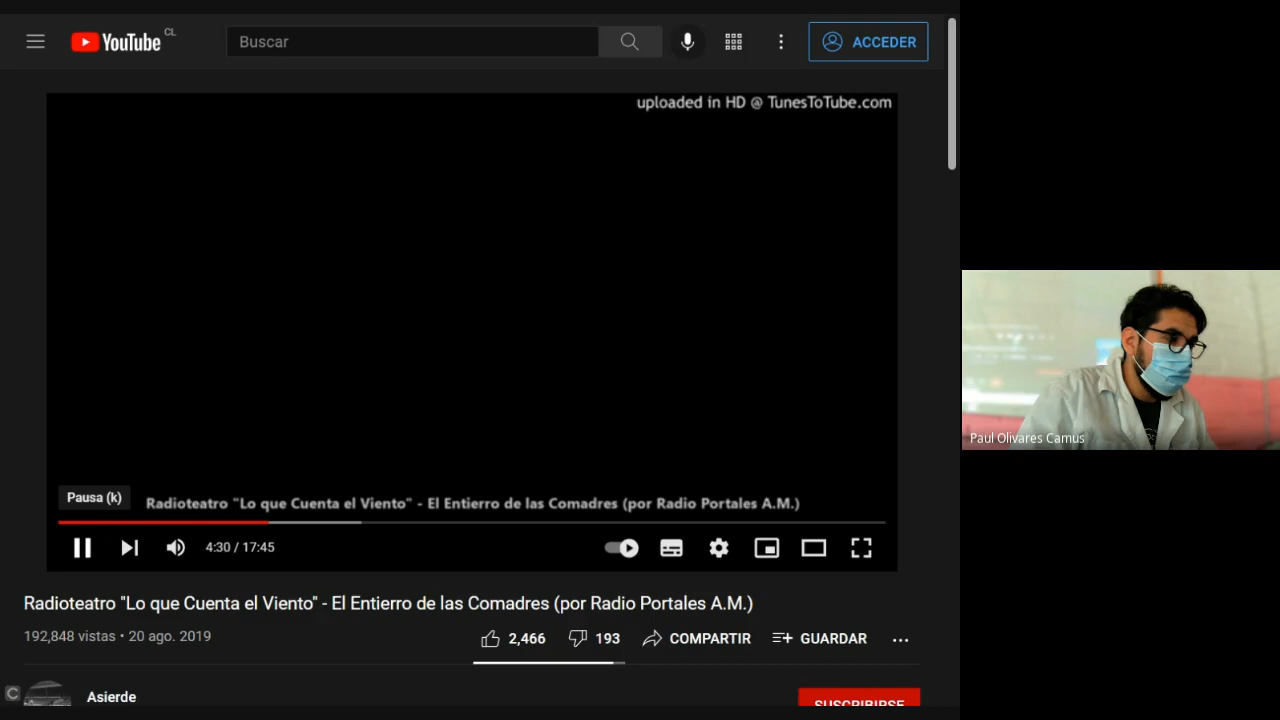 YouTube CL
Buscar
ACCEDER
uploaded in HD @ TunesToTube.com
Pausa (k)
Radioteatro "Lo que Cuenta el Viento" - El Entierro de las Comadres (por Radio Portales A.M.)
4:30 / 17:45
Radioteatro "Lo que Cuenta el Viento" - El Entierro de las Comadres (por Radio Portales A.M.)
192,848 vistas • 20 ago. 2019
2,466
193
COMPARTIR
GUARDAR
C
Asierde
SUSCRIBIRSE
Paul Olivares Camus